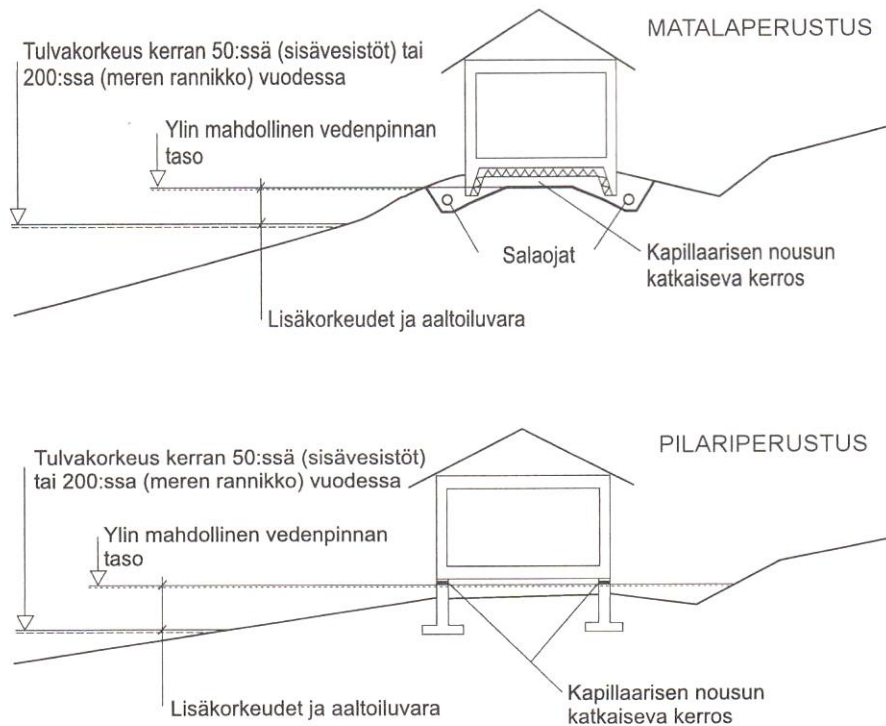 MATALAPERUSTUS
Tulvakorkeus kerran 50:ssä (sisävesistöt) tai
200:ssa (meren rannikko) vuodessa
Ylin mahdollinen vedenpinnan
taso
Salaojat
Kapillaarisen nousun
katkaiseva kerros
Lisäkorkeudet ja aaltoiluvara
PILARIPERUSTUS
Tulvakorkeus kerran 50:ssä (sisävesistöt)
tai 200:ssa (meren rannikko) vuodessa
Ylin mahdollinen vedenpinnan
taso
Lisäkorkeudet ja aaltoiluvara
Kapillaarisen nousun
katkaiseva kerros